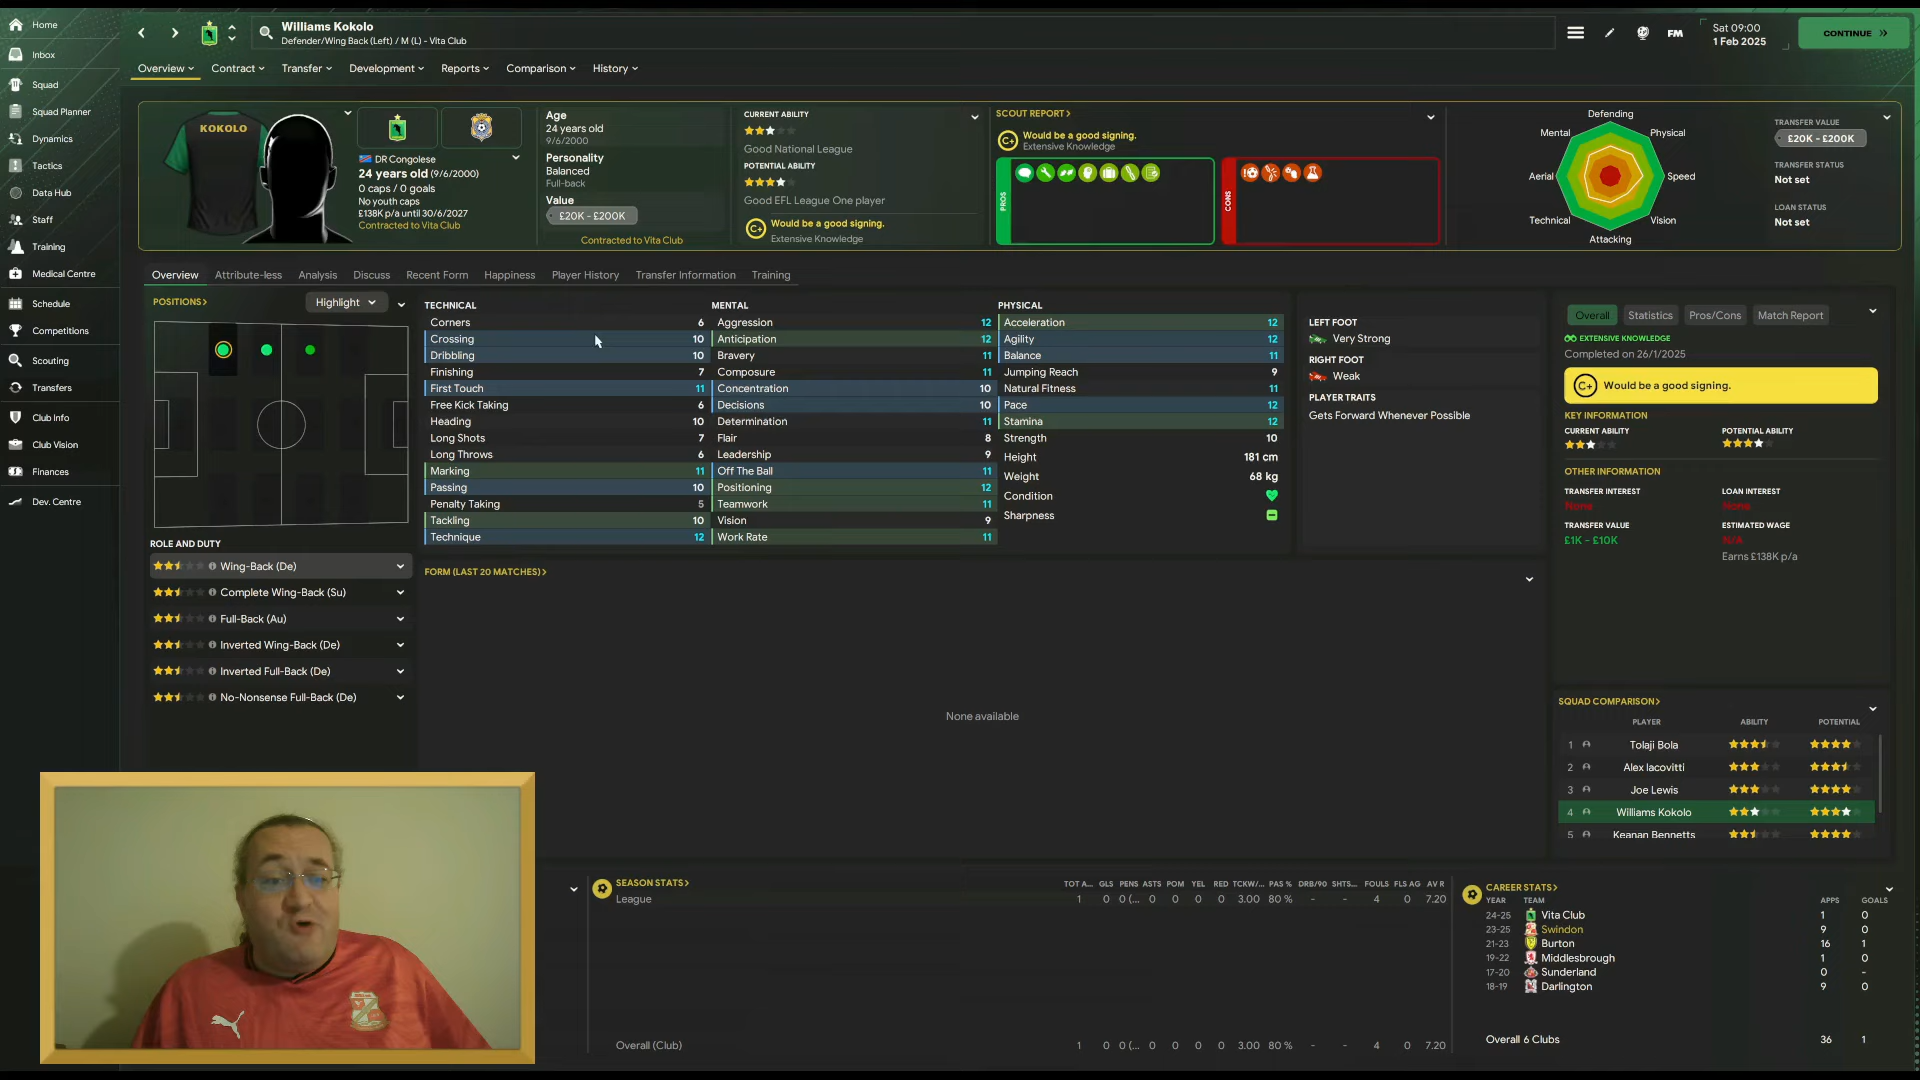 Home
Inbox
Squad
Squad Planner
Dynamics
Tactics
Data Hub
Staff
Training
Medical Centre
Schedule
Competitions
Scouting
Transfers
Club Info
Club Vision
Finances
Dev. Centre
Williams Kokolo
Defender/Wing Back (Left) / M (L) - Vita Club
FM
Sat 09:00
1 Feb 2025
CONTINUE
Overview
Contract
Transfer
Development
Reports
Comparison
History
KOKOLO
DR Congolese
24 years old (9/6/2000)
0 caps / 0 goals
No youth caps
£138K p/a until 30/6/2027
Contracted to Vita Club
Age
24 years old
9/6/2000
Personality
Balanced
Full-back
Value
£20K - £200K
Contracted to Vita Club
CURRENT ABILITY
Good National League
POTENTIAL ABILITY
Good EFL League One player
C+ Would be a good signing.
Extensive Knowledge
SCOUT REPORT
C+ Would be a good signing.
Extensive Knowledge
PROS
CONS
Defending
Physical
Speed
Vision
Attacking
Technical
Aerial
Mental
TRANSFER VALUE
£20K - £200K
TRANSFER STATUS
Not set
LOAN STATUS
Not set
Overview Attribute-less Analysis Discuss Recent Form Happiness Player History Transfer Information Training
POSITIONS
Highlight
ROLE AND DUTY
Wing-Back (De)
Complete Wing-Back (Su)
Full-Back (Au)
Inverted Wing-Back (De)
Inverted Full-Back (De)
No-Nonsense Full-Back (De)
TECHNICAL
Corners 6
Crossing 10
Dribbling 10
Finishing 7
First Touch 11
Free Kick Taking 6
Heading 10
Long Shots 7
Long Throws 6
Marking 11
Passing 10
Penalty Taking 5
Tackling 10
Technique 12
MENTAL
Aggression 12
Anticipation 12
Bravery 11
Composure 11
Concentration 10
Decisions 10
Determination 11
Flair 8
Leadership 9
Off The Ball 11
Positioning 12
Teamwork 11
Vision 9
Work Rate 11
PHYSICAL
Acceleration 12
Agility 12
Balance 11
Jumping Reach 9
Natural Fitness 11
Pace 12
Stamina 12
Strength 10
Height 181 cm
Weight 68 kg
Condition
Sharpness
LEFT FOOT
Very Strong
RIGHT FOOT
Weak
PLAYER TRAITS
Gets Forward Whenever Possible
FORM (LAST 20 MATCHES)
None available
Overall Statistics Pros/Cons Match Report
EXTENSIVE KNOWLEDGE
Completed on 26/1/2025
C+ Would be a good signing.
KEY INFORMATION
CURRENT ABILITY POTENTIAL ABILITY
OTHER INFORMATION
TRANSFER INTEREST LOAN INTEREST
None None
TRANSFER VALUE ESTIMATED WAGE
£1K - £10K N/A
Earns £138K p/a
SQUAD COMPARISON
PLAYER ABILITY POTENTIAL
1 Tolaji Bola
2 Alex Iacovitti
3 Joe Lewis
4 Williams Kokolo
5 Keanan Bennetts
SEASON STATS
TOT A... GLS PENS ASTS POM YEL RED TCKW/... PAS % DRB/90 SHTS... FOULS FLS AG AV R
League 1 0 0 (... 0 0 0 0 3.00 80 % - - 4 0 7.20
Overall (Club) 1 0 0 (... 0 0 0 0 3.00 80 % - - 4 0 7.20
CAREER STATS
YEAR TEAM APPS GOALS
24-25 Vita Club 1 0
23-25 Swindon 9 0
21-23 Burton 16 1
19-22 Middlesbrough 1 0
17-20 Sunderland 0 -
18-19 Darlington 9 0
Overall 6 Clubs 36 1